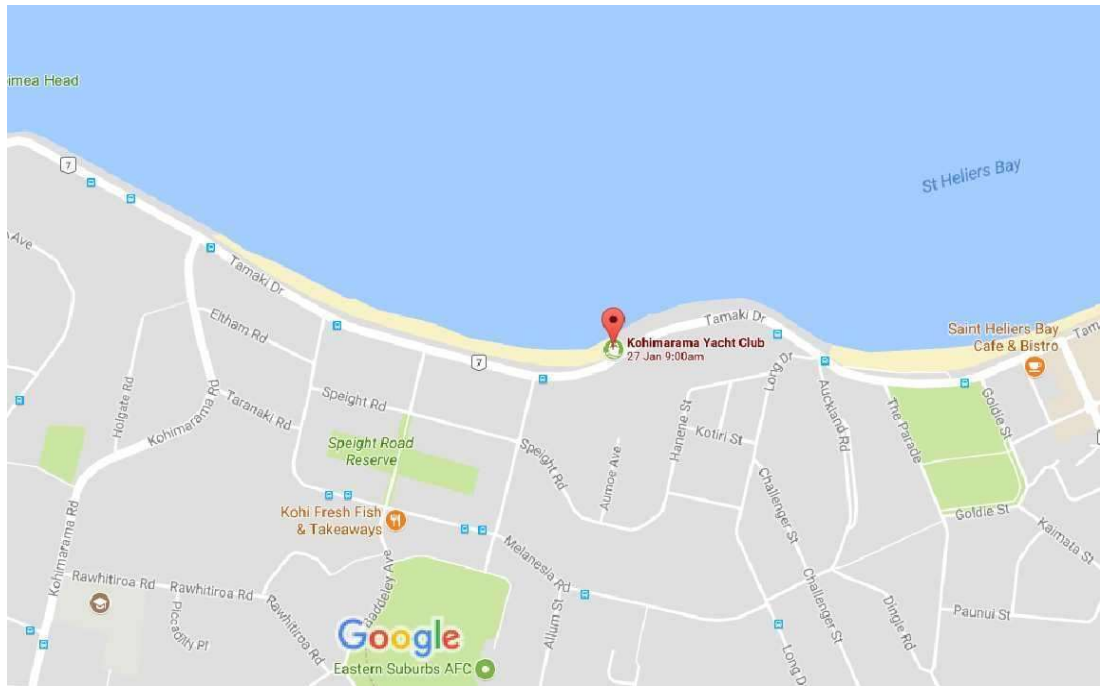 imea Head
7
St Heliers Bay
Ave
Tamaki Dr
Eltham Rd
Tamaki Dr
Kohimarama Yacht Club
27 Jan 9:00am
Saint Heliers Bay
Cafe & Bistro
Tam
7
Long Dr
Holgate Rd
Taranaki Rd
Kohimarama Rd
Speight Rd
Speight Road
Reserve
Speight Rd
Aumoe Ave
Hanene St
Kotiri St
Auckland Rd
The Parade
Goldie St
Kohi Fresh Fish
& Takeaways
Challenger St
Goldie St
Kaimata St
Kohimarama Rd
Rawhitiroa Rd
Rawhitiroa Rd
Piccadilly Pl
Rawhitiroa Rd
Baddeley Ave
Melanesia Rd
Allum St
Challenger St
Dingle Rd
Paunui St
Google
Eastern Suburbs AFC
Long D